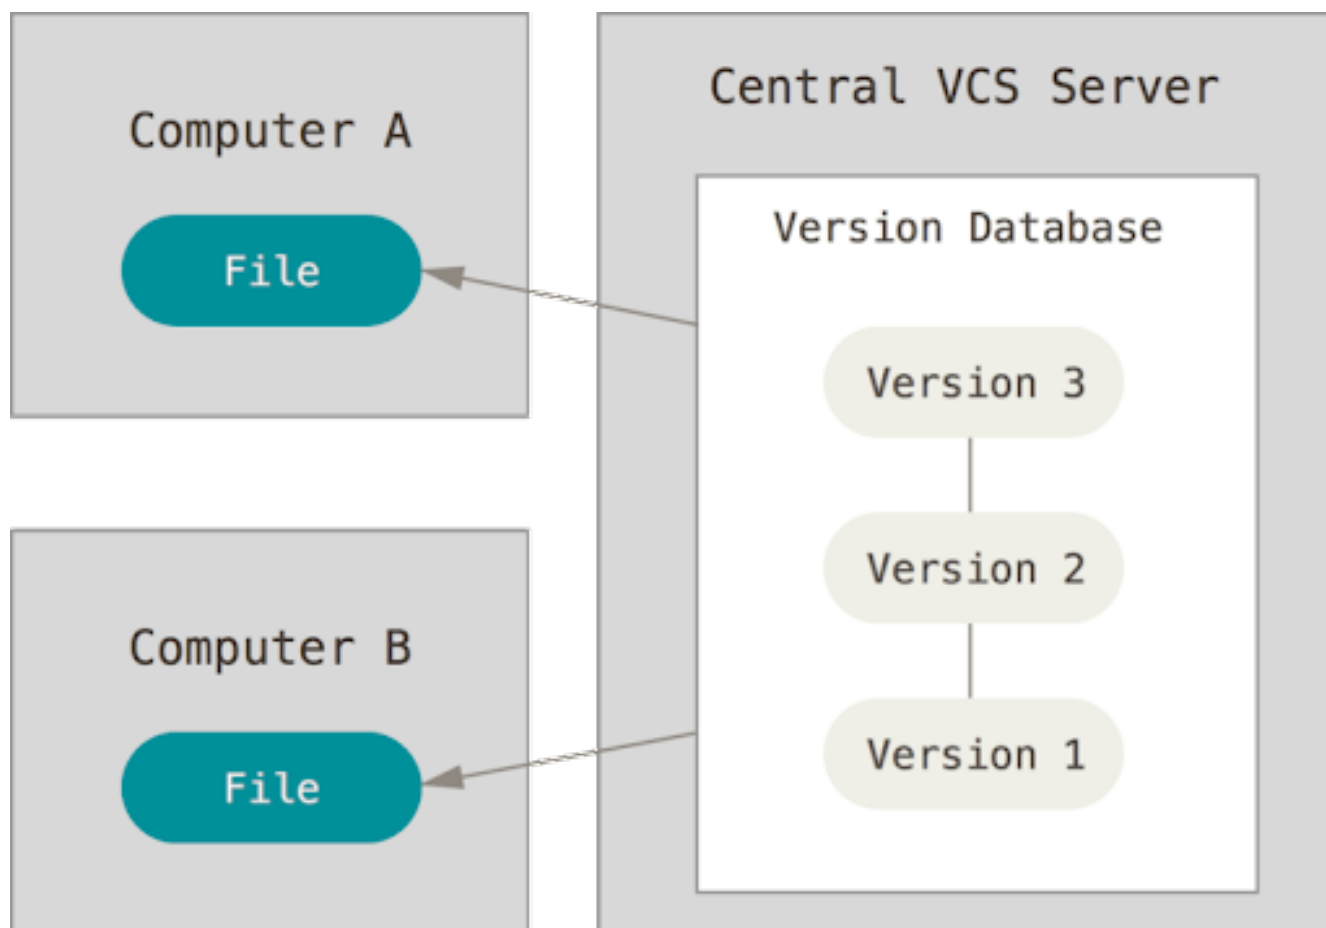 Computer A
File
Computer B
File
Central VCS Server
Version Database
Version 3
Version 2
Version 1